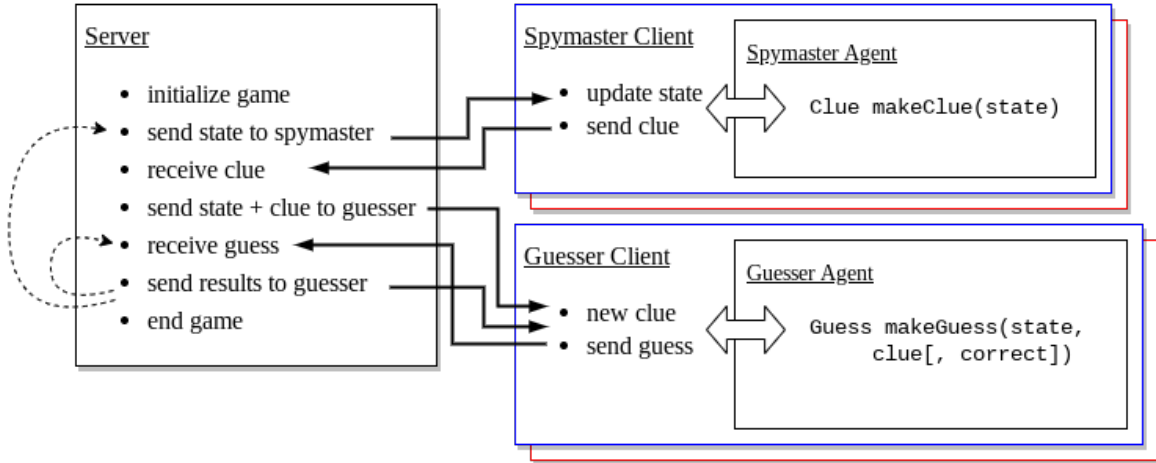 Server
• initialize game
• send state to spymaster
• receive clue
• send state + clue to guesser
• receive guess
• send results to guesser
• end game
Spymaster Client
• update state
• send clue
Spymaster Agent
Clue makeClue(state)
Guesser Client
• new clue
• send guess
Guesser Agent
Guess makeGuess(state,
clue[, correct])